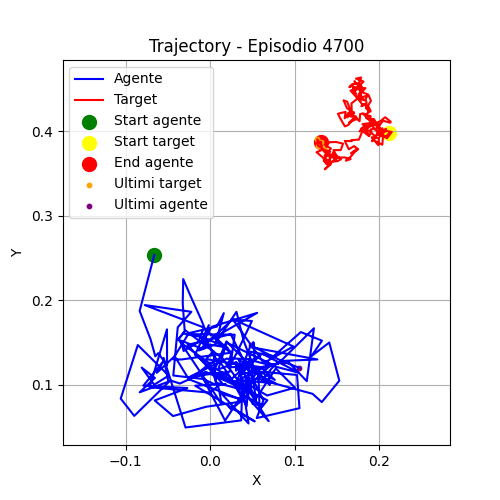 Trajectory - Episodio 4700
Agente
Target
Start agente
Start target
End agente
Ultimi target
Ultimi agente
Y
0.4
0.3
0.2
0.1
−0.1
0.0
0.1
0.2
X